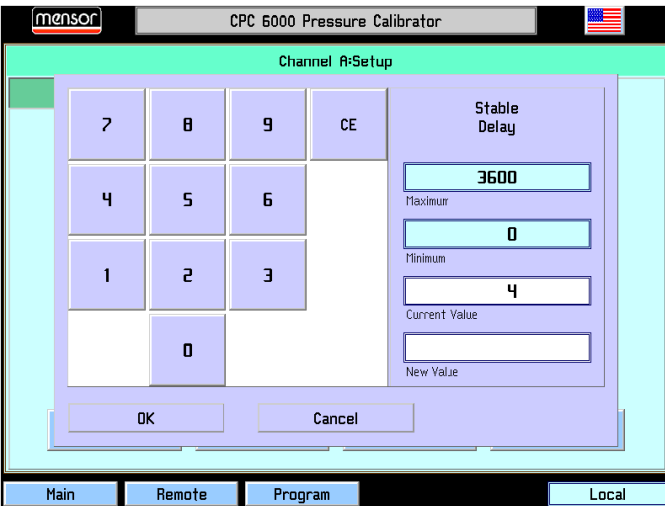 mensor
CPC 6000 Pressure Calibrator
Channel A:Setup
7 8 9 CE
4 5 6
1 2 3
0
Stable
Delay
3600
Maximum
0
Minimum
4
Current Value
New Value
OK Cancel
Main Remote Program Local